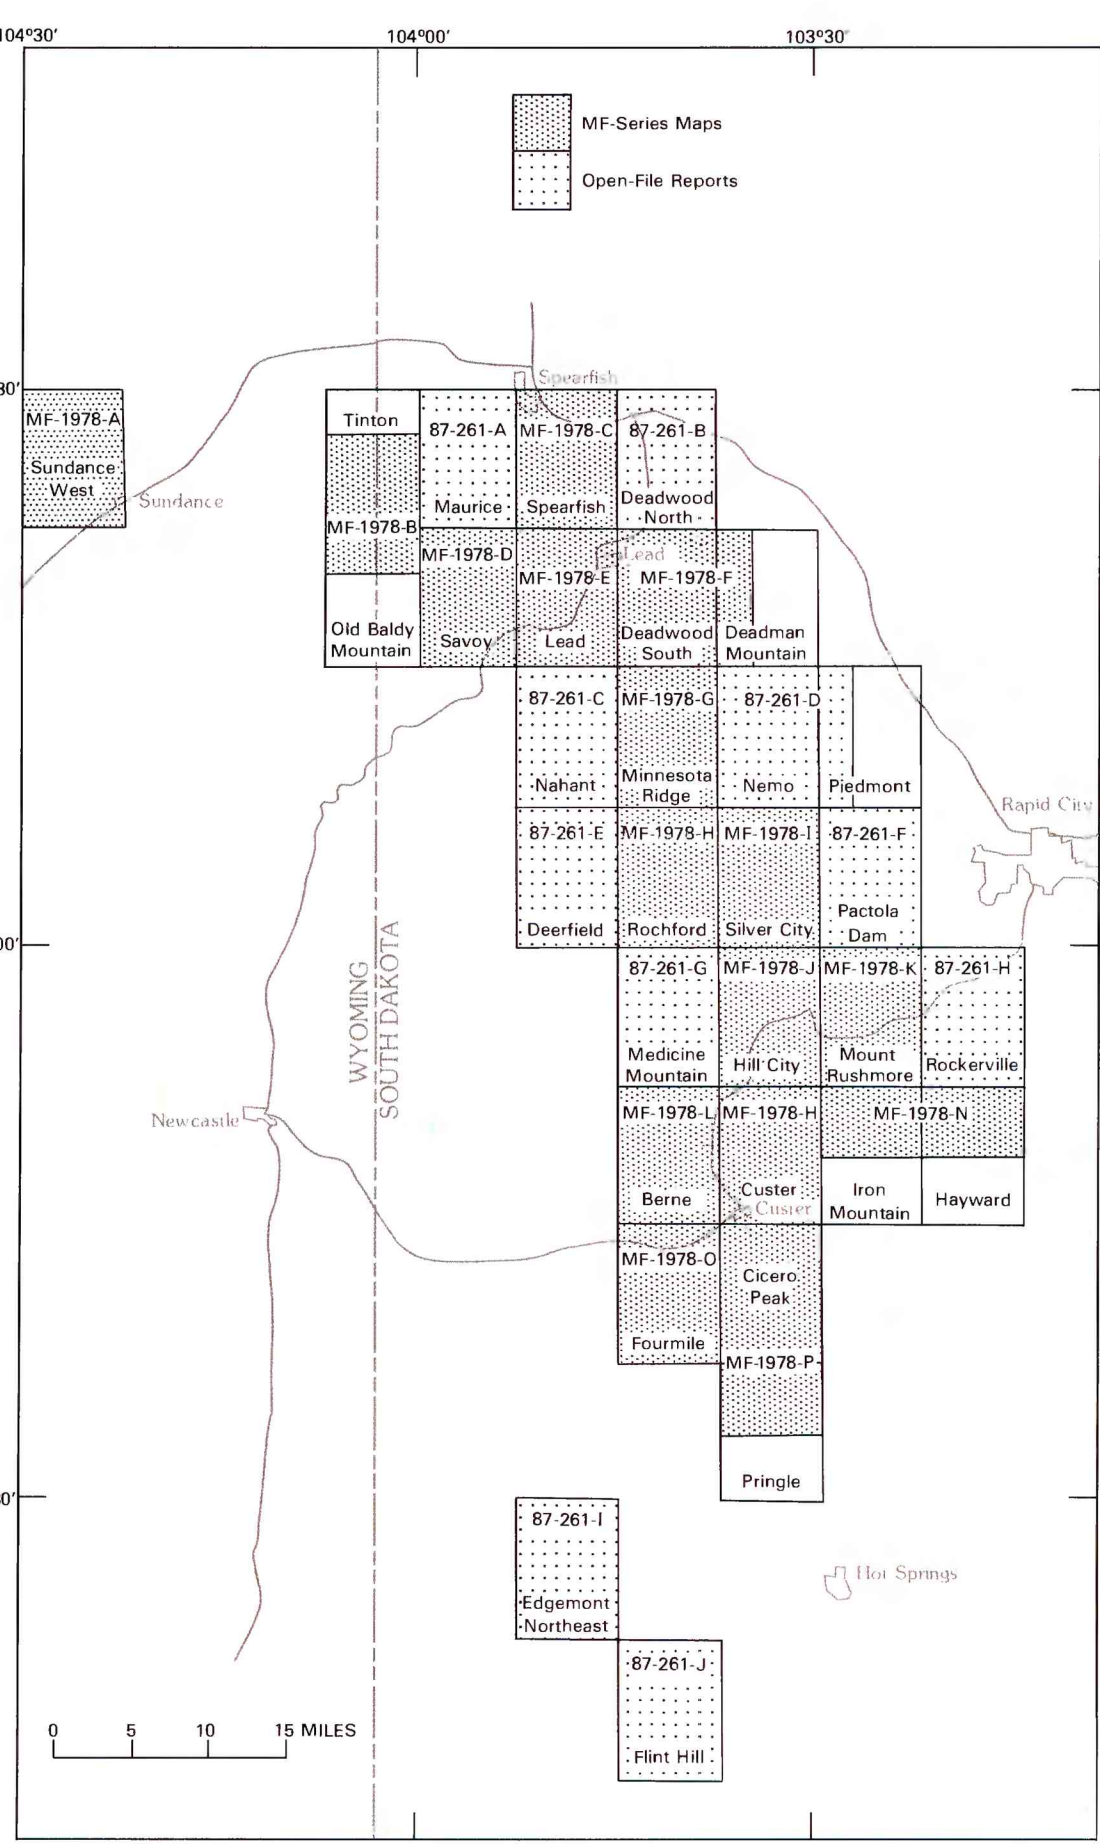 104°30'
104°00'
103°30'
MF-Series Maps
Open-File Reports
Spearfish
30'
MF-1978-A
Sundance
West
Sundance
Tinton
MF-1978-B
Old Baldy
Mountain
87-261-A
Maurice
MF-1978-C
Spearfish
87-261-B
Deadwood
North
MF-1978-D
Savoy
Lead
MF-1978-E
Lead
MF-1978-F
Deadwood
South
Deadman
Mountain
87-261-C
Nahant
MF-1978-G
Minnesota
Ridge
87-261-D
Nemo
Piedmont
Rapid City
87-261-E
Deerfield
MF-1978-H
Rochford
MF-1978-I
Silver City
87-261-F
Pactola
Dam
00'
WYOMING
SOUTH DAKOTA
87-261-G
Medicine
Mountain
MF-1978-J
Hill City
MF-1978-K
Mount
Rushmore
87-261-H
Rockerville
Newcastle
MF-1978-L
Berne
MF-1978-H
Custer
Custer
MF-1978-N
Iron
Mountain
Hayward
MF-1978-O
Fourmile
Cicero
Peak
MF-1978-P
Pringle
0'
87-261-I
Edgemont
Northeast
Hot Springs
87-261-J
Flint Hill
0 5 10 15 MILES